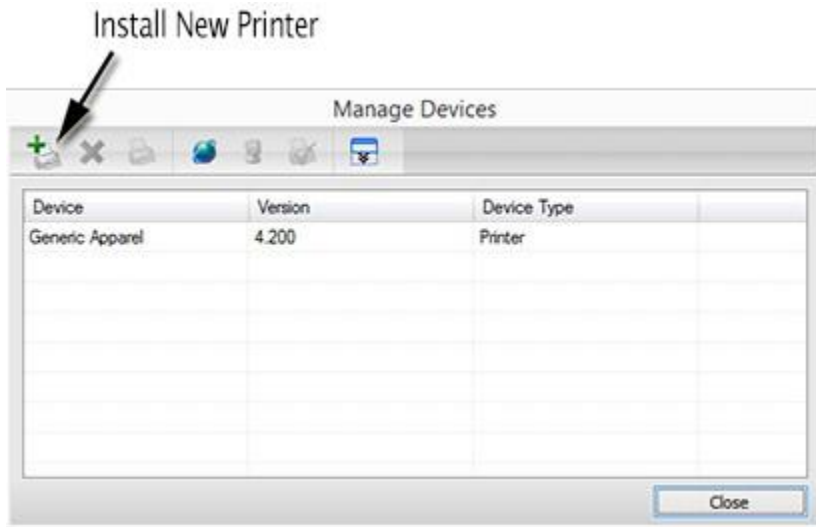 Install New Printer
Manage Devices
Device Version Device Type
Generic Apparel 4.200 Printer
Close